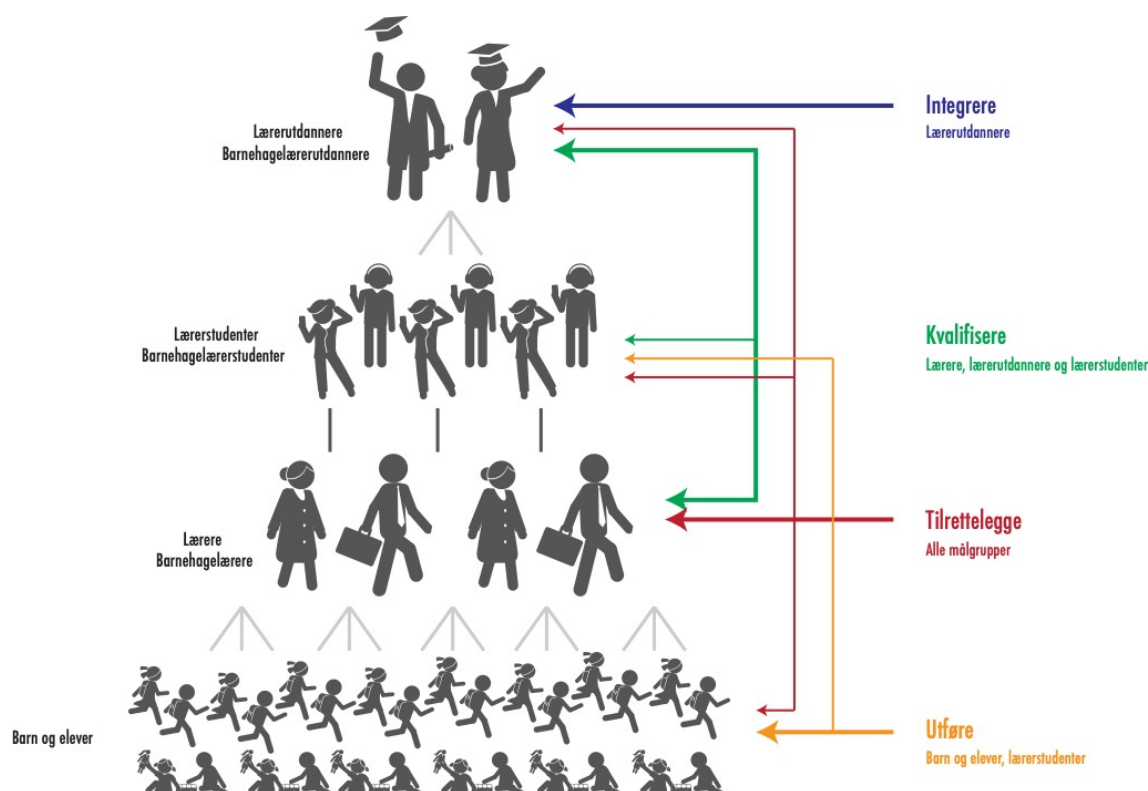 Lærerutdannere
Barnehagelærerutdannere
Integrere
Lærerutdannere
Lærerstudenter
Barnehagelærerstudenter
Kvalifisere
Lærere, lærerutdannere og lærerstudenter
Lærere
Barnehagelærere
Tilrettelegge
Alle målgrupper
Barn og elever
Utføre
Barn og elever, lærerstudenter